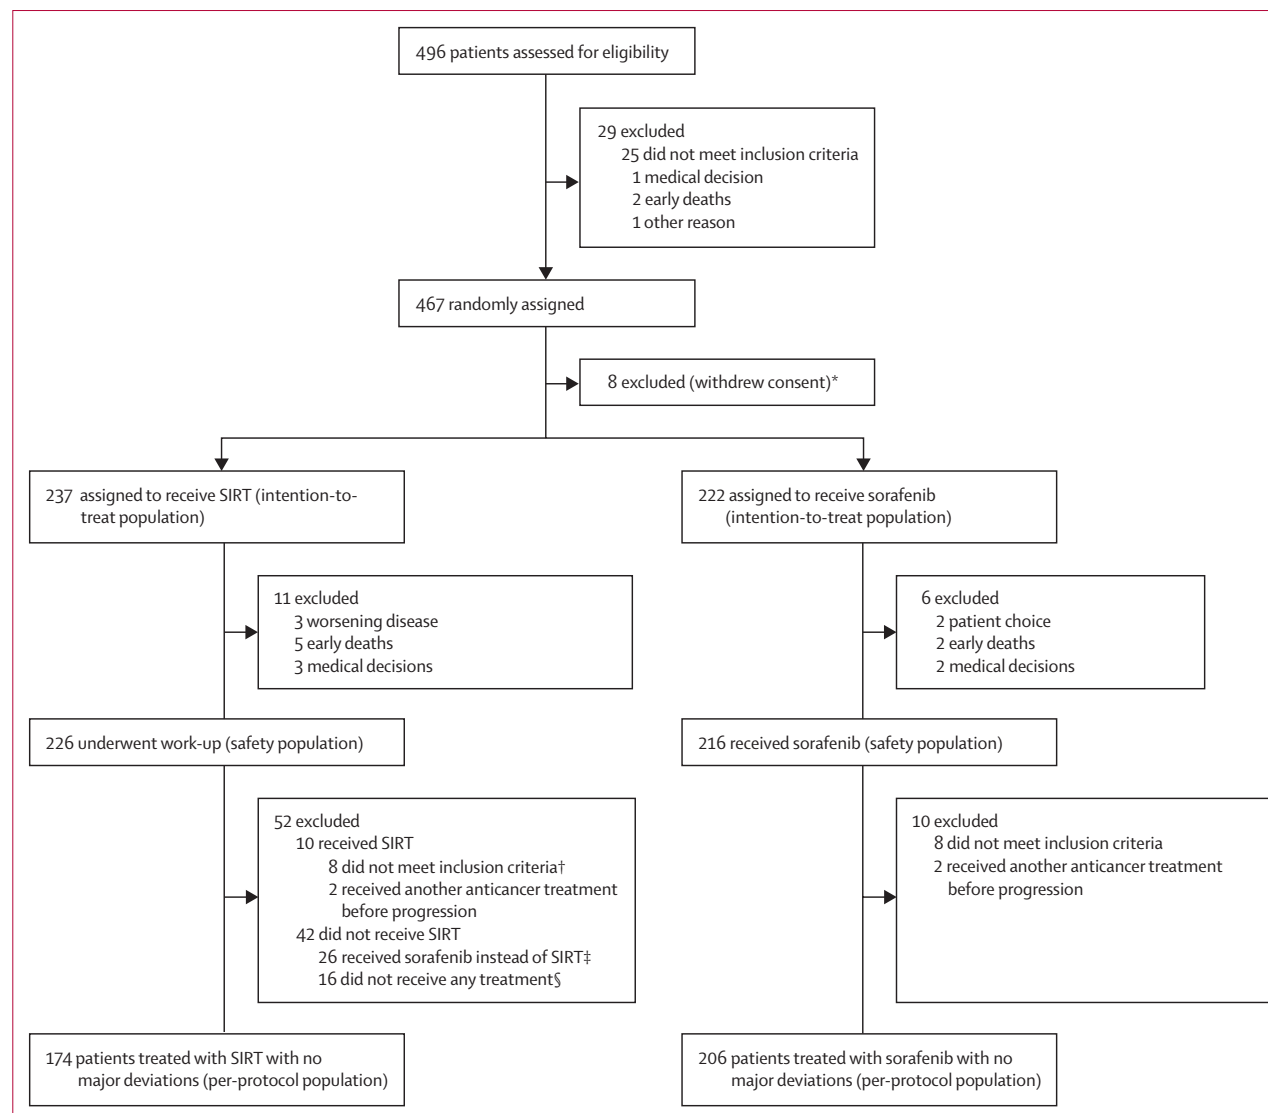 496 patients assessed for eligibility
29 excluded
25 did not meet inclusion criteria
1 medical decision
2 early deaths
1 other reason
467 randomly assigned
8 excluded (withdrew consent)*
237 assigned to receive SIRT (intention-to-
treat population)
222 assigned to receive sorafenib
(intention-to-treat population)
11 excluded
3 worsening disease
5 early deaths
3 medical decisions
6 excluded
2 patient choice
2 early deaths
2 medical decisions
226 underwent work-up (safety population)
216 received sorafenib (safety population)
52 excluded
10 received SIRT
8 did not meet inclusion criteria†
2 received another anticancer treatment
before progression
42 did not receive SIRT
26 received sorafenib instead of SIRT‡
16 did not receive any treatment§
10 excluded
8 did not meet inclusion criteria
2 received another anticancer treatment
before progression
174 patients treated with SIRT with no
major deviations (per-protocol population)
206 patients treated with sorafenib with no
major deviations (per-protocol population)